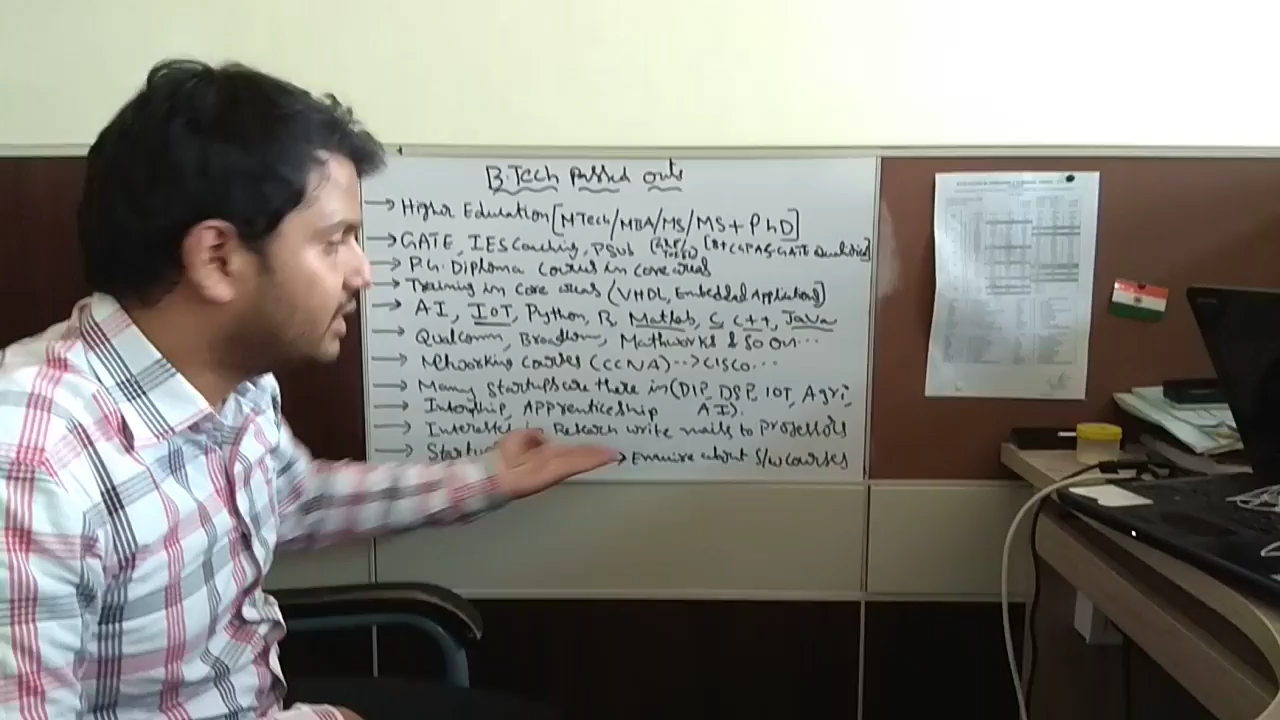 B.Tech passed outs
→ Higher Education [MTech/MBA/MS/MS+PhD]
→ GATE, IES Coaching, PSUs [8+CGPA & GATE Qualified]
→ P.G. Diploma courses in core areas
→ Training in core areas (VHDL, Embedded Applications)
→ AI, IOT, Python, R, Matlab, C C++, Java
→ Qualcomm, Broadcom, Mathworks & so on...
→ Networking courses (CCNA) --> CISCO...
→ Many Startups are there in (DIP, DSP, IOT, Agri,
AI).
→ Internship, Apprenticeship
→ Interested in Research write mails to Professors
→ Startu → Enquire about S/w courses